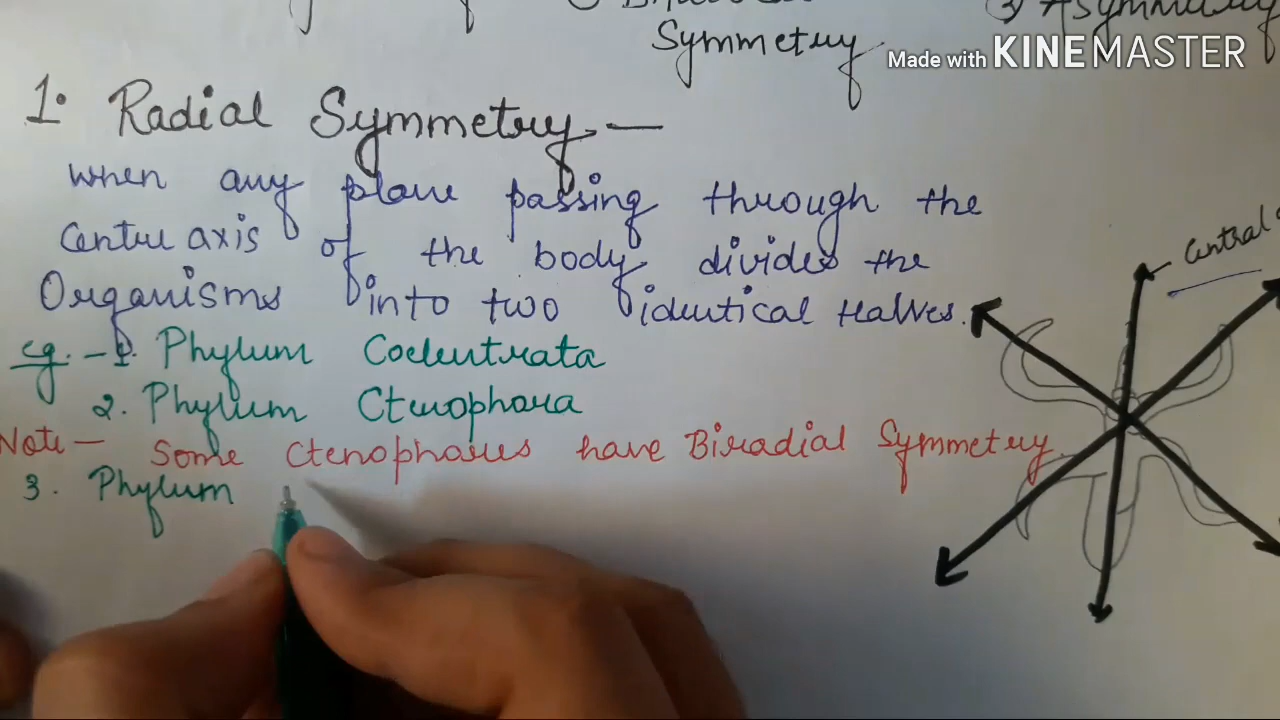 Symmetry
3) Asymmetry
Made with KINEMASTER
1. Radial Symmetry —
when any plane passing through the
Centre axis of the body divides the
Organisms into two identical Halves.
eg. - 1. Phylum Coelentrata
2. Phylum Ctenophora
Note — Some Ctenophores have Biradial Symmetry
3. Phylum
Central